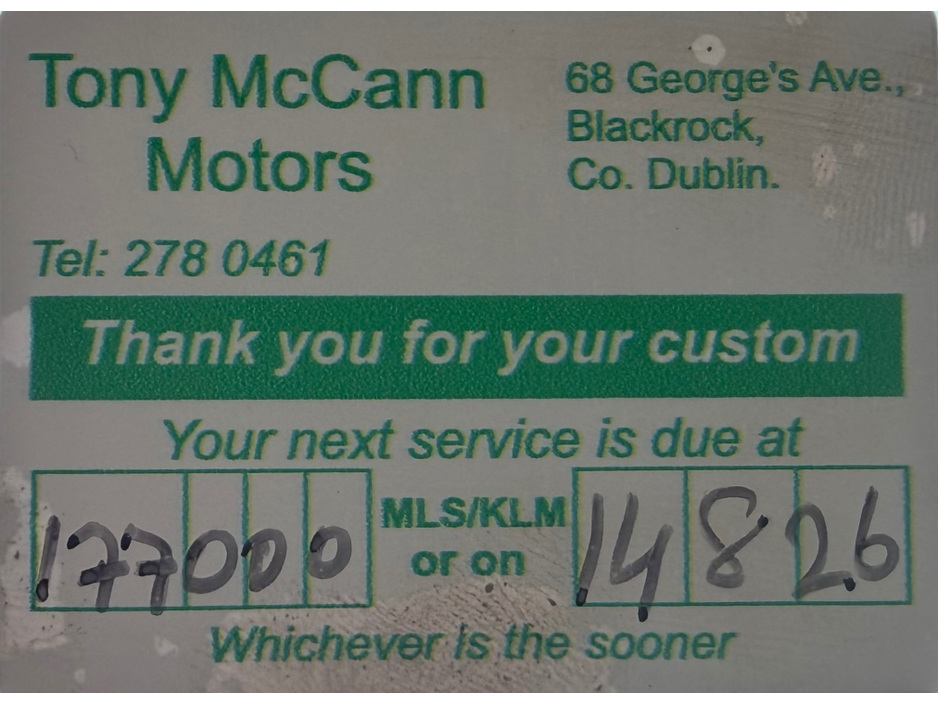 Tony McCann
Motors
68 George's Ave.,
Blackrock,
Co. Dublin.
Tel: 278 0461
Thank you for your custom
Your next service is due at
177000 MLS/KLM or on 14 8 26
Whichever is the sooner